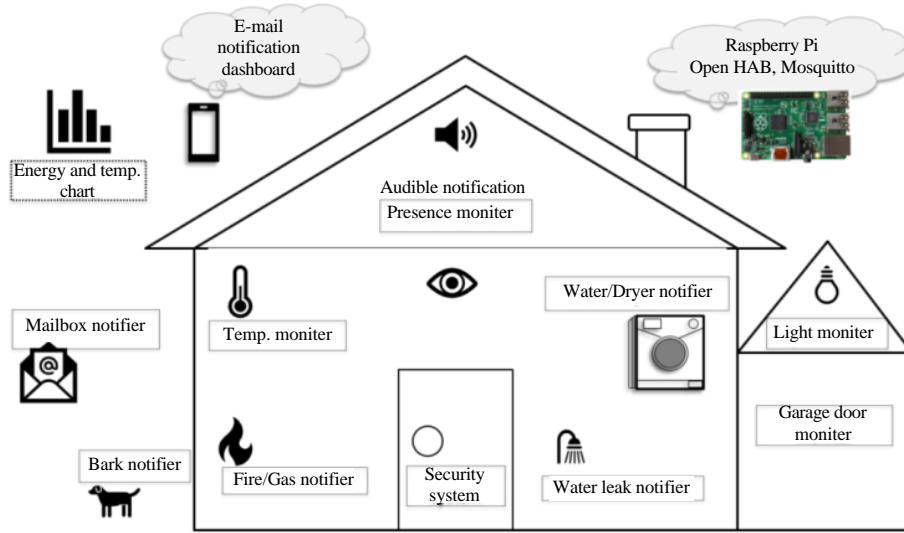 E-mail
notification
dashboard
Raspberry Pi
Open HAB, Mosquitto
Energy and temp.
chart
Audible notification
Presence moniter
Water/Dryer notifier
Mailbox notifier
@
Temp. moniter
Light moniter
Garage door
moniter
Bark notifier
Fire/Gas notifier
Security
system
Water leak notifier